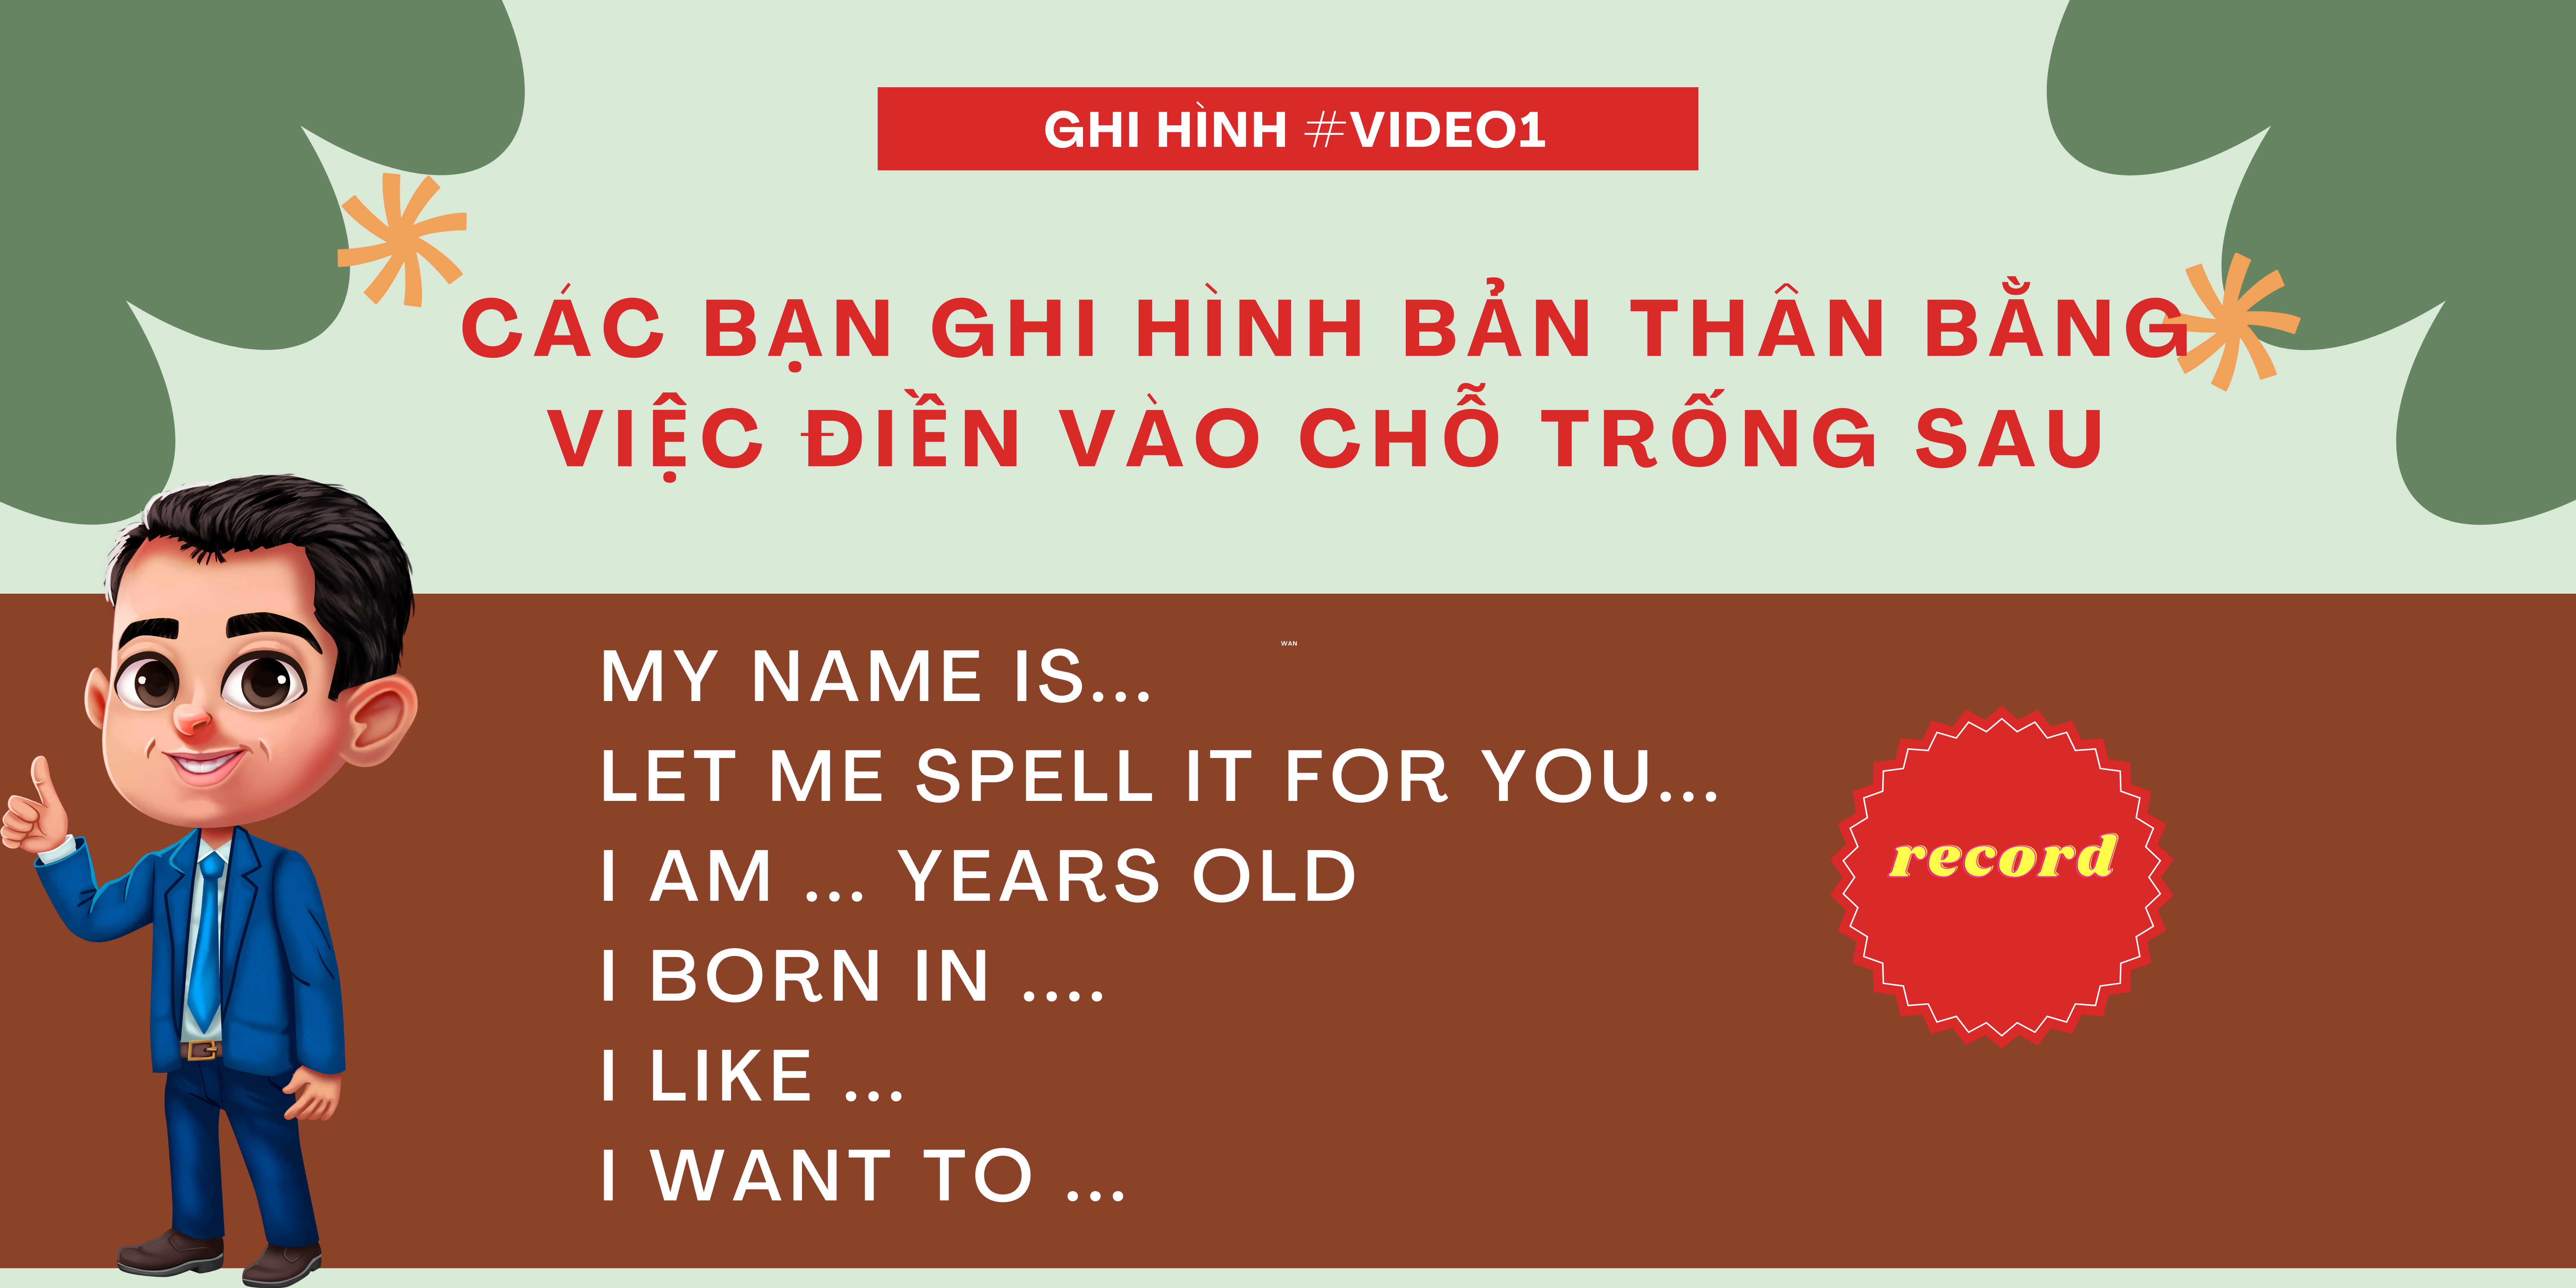 GHI HÌNH #VIDEO1
CÁC BẠN GHI HÌNH BẢN THÂN BẰNG
VIỆC ĐIỀN VÀO CHỖ TRỐNG SAU
WAN
MY NAME IS...
LET ME SPELL IT FOR YOU...
I AM ... YEARS OLD
I BORN IN ....
I LIKE ...
I WANT TO ...
record